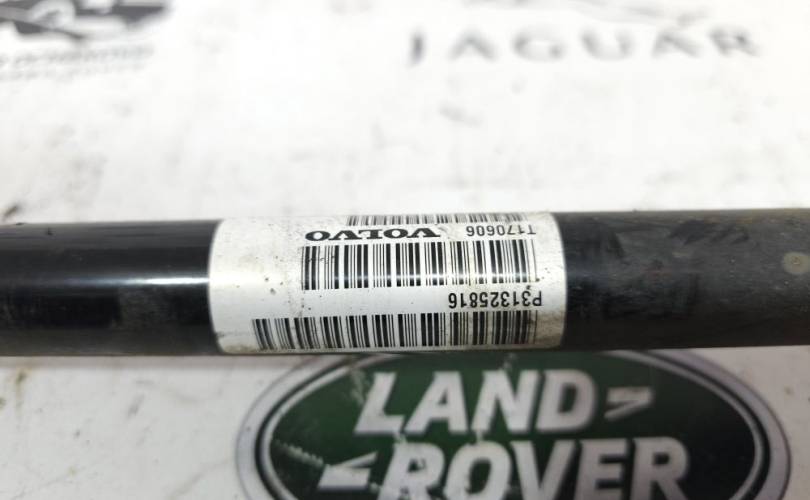 JAGUAR
T170606 VOLVO
P31325816
LAND
ROVER